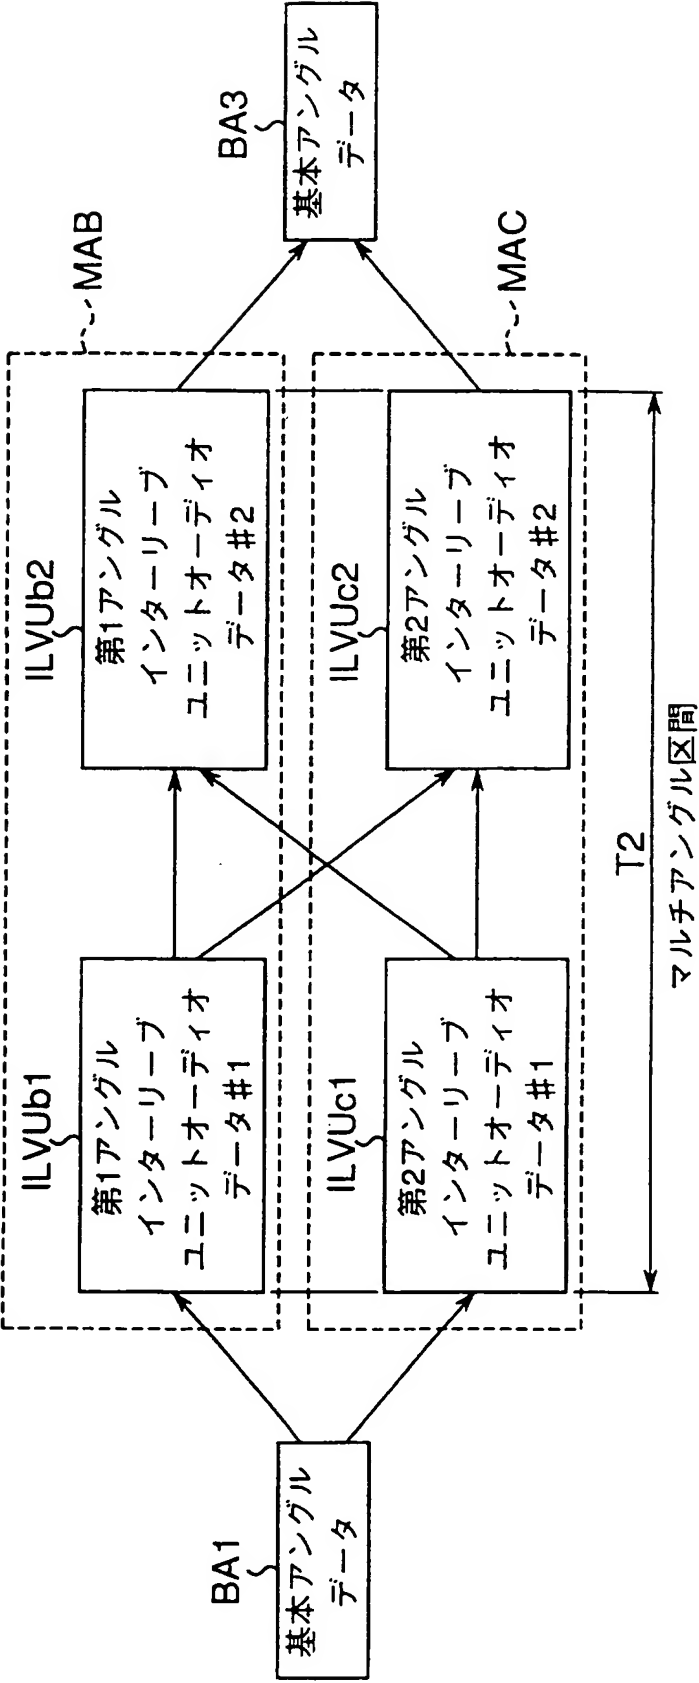 BA1
基本アングル
データ
MAB
ILVUb1
第1アングル
インターリーブ
ユニットオーディオ
データ#1
ILVUb2
第1アングル
インターリーブ
ユニットオーディオ
データ#2
MAC
ILVUc1
第2アングル
インターリーブ
ユニットオーディオ
データ#1
ILVUc2
第2アングル
インターリーブ
ユニットオーディオ
データ#2
BA3
基本アングル
データ
T2
マルチアングル区間